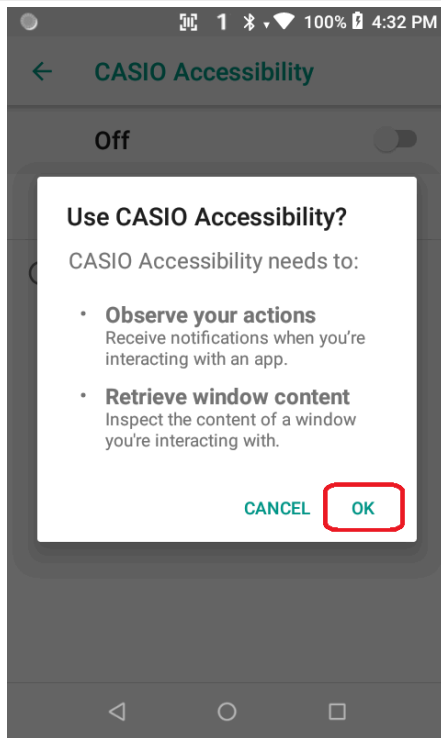 1 100% 4:32 PM
CASIO Accessibility
Off
Use CASIO Accessibility?
CASIO Accessibility needs to:
• Observe your actions
Receive notifications when you're
interacting with an app.
• Retrieve window content
Inspect the content of a window
you're interacting with.
CANCEL OK